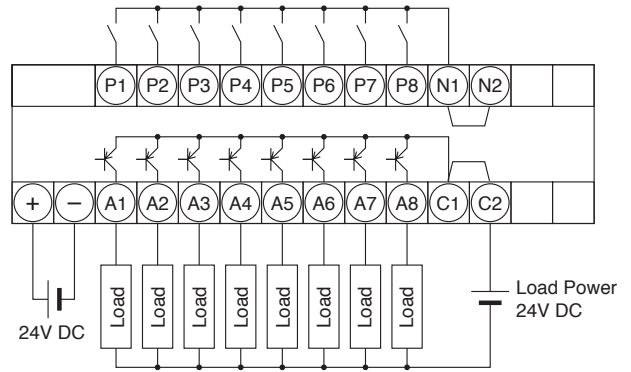 P1 P2 P3 P4 P5 P6 P7 P8 N1 N2
+ − A1 A2 A3 A4 A5 A6 A7 A8 C1 C2
Load Load Load Load Load Load Load Load
Load Power
24V DC
24V DC